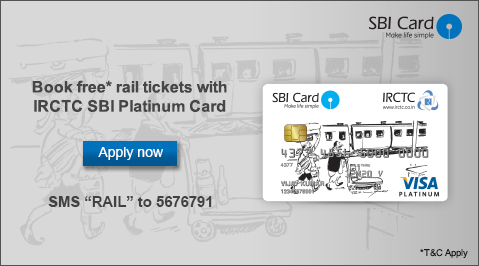 SBI Card
Make life simple
Book free* rail tickets with
IRCTC SBI Platinum Card
Apply now
SMS “RAIL” to 5676791
SBI Card
Make life simple
IRCTC
www.irctc.co.in
4377
VISA
PLATINUM
*T&C Apply